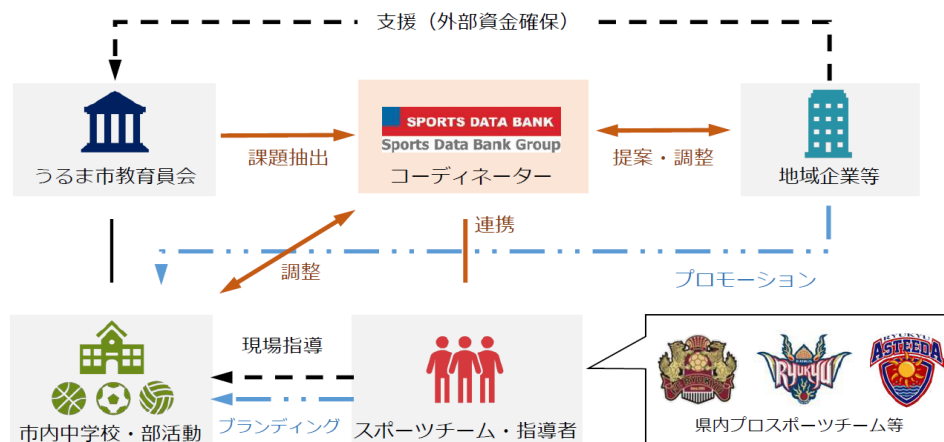 支援（外部資金確保）
SPORTS DATA BANK
Sports Data Bank Group
コーディネーター
うるま市教育員会
課題抽出
提案・調整
地域企業等
連携
調整
プロモーション
現場指導
ブランディング
市内中学校・部活動
スポーツチーム・指導者
RYUKYU
RYUKYU
ASTEEDA
県内プロスポーツチーム等